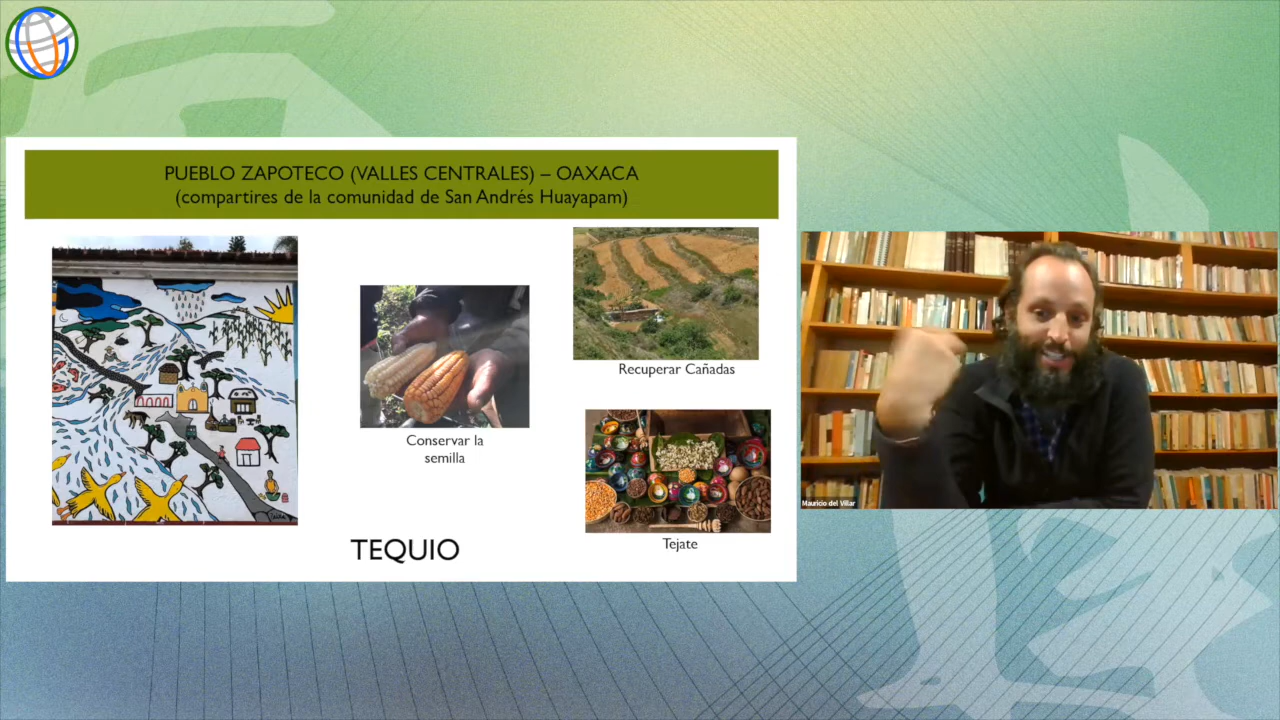 PUEBLO ZAPOTECO (VALLES CENTRALES) – OAXACA
(compartires de la comunidad de San Andrés Huayapam)
Conservar la
semilla
Recuperar Cañadas
Tejate
TEQUIO
Mauricio del Villar